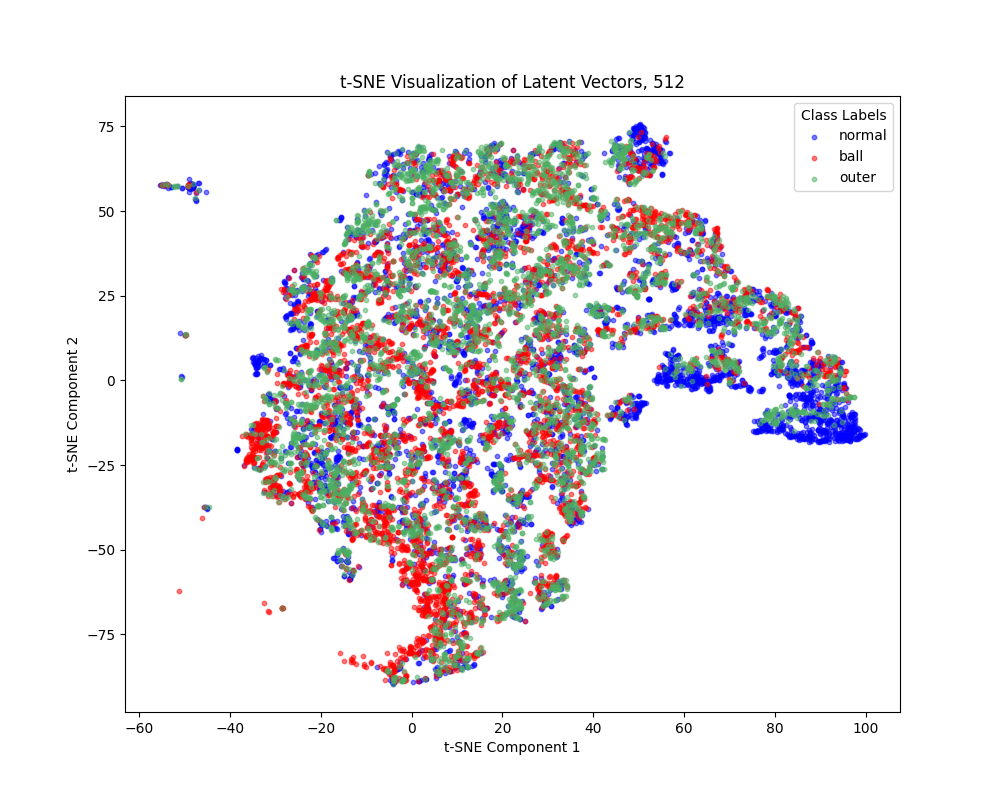 t-SNE Visualization of Latent Vectors, 512
Class Labels
normal
ball
outer
75
50
25
0
−25
−50
−75
t-SNE Component 2
−60
−40
−20
0
20
40
60
80
100
t-SNE Component 1